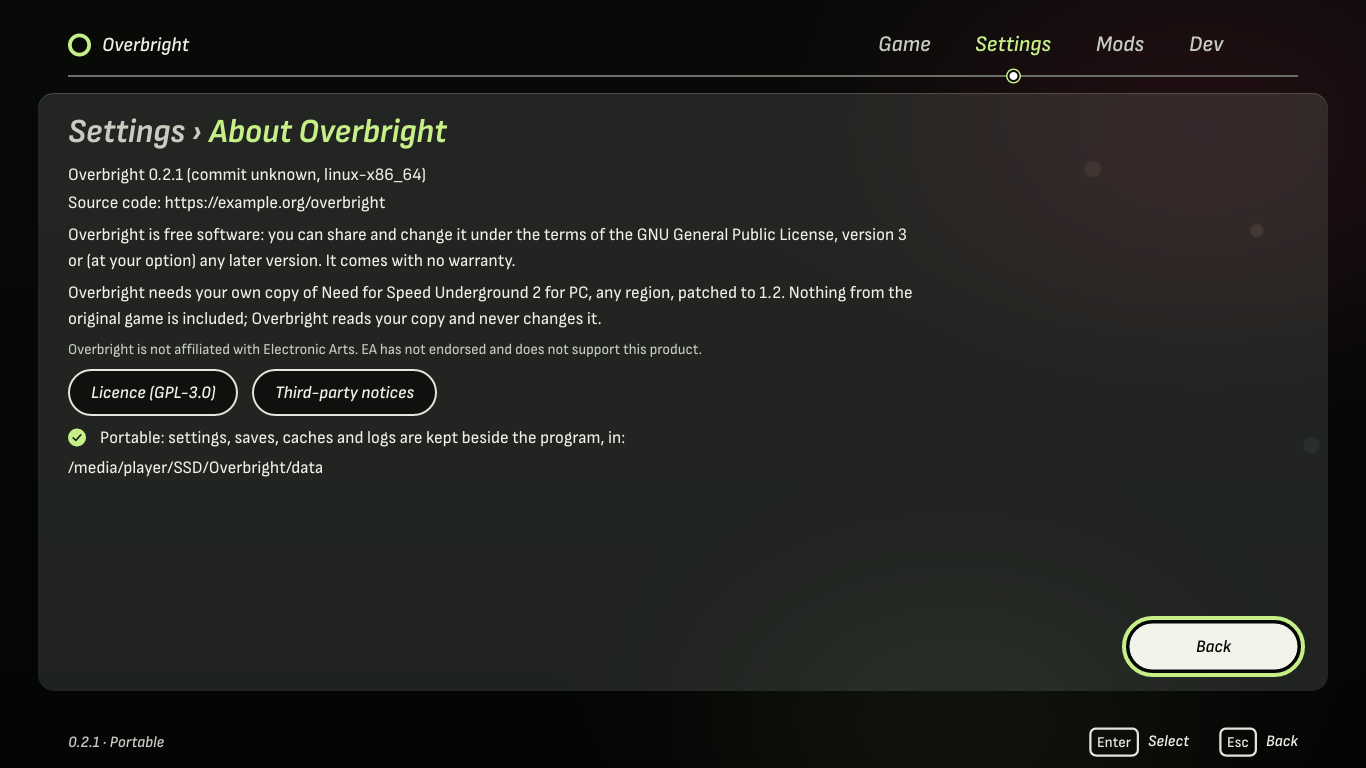 Overbright
Game Settings Mods Dev
Settings › About Overbright
Overbright 0.2.1 (commit unknown, linux-x86_64)
Source code: https://example.org/overbright
Overbright is free software: you can share and change it under the terms of the GNU General Public License, version 3
or (at your option) any later version. It comes with no warranty.
Overbright needs your own copy of Need for Speed Underground 2 for PC, any region, patched to 1.2. Nothing from the
original game is included; Overbright reads your copy and never changes it.
Overbright is not affiliated with Electronic Arts. EA has not endorsed and does not support this product.
Licence (GPL-3.0) Third-party notices
Portable: settings, saves, caches and logs are kept beside the program, in:
/media/player/SSD/Overbright/data
Back
0.2.1 · Portable
Enter Select Esc Back